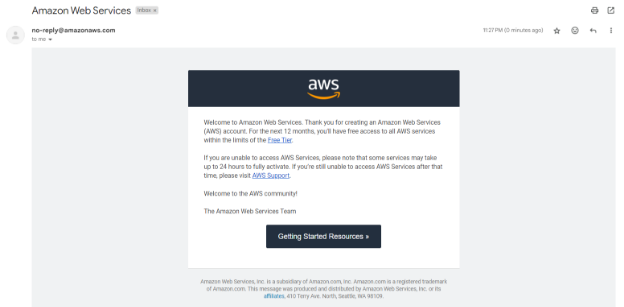 Amazon Web Services Inbox ×
no-reply@amazonaws.com 11:27 PM (0 minutes ago)
to me
aws
Welcome to Amazon Web Services. Thank you for creating an Amazon Web Services
(AWS) account. For the next 12 months, you'll have free access to all AWS services
within the limits of the Free Tier.
If you are unable to access AWS Services, please note that some services may take
up to 24 hours to fully activate. If you're still unable to access AWS Services after that
time, please visit AWS Support.
Welcome to the AWS community!
The Amazon Web Services Team
Getting Started Resources »
Amazon Web Services, Inc. is a subsidiary of Amazon.com, Inc. Amazon.com is a registered trademark
of Amazon.com. This message was produced and distributed by Amazon Web Services, Inc. or its
affiliates, 410 Terry Ave. North, Seattle, WA 98109.